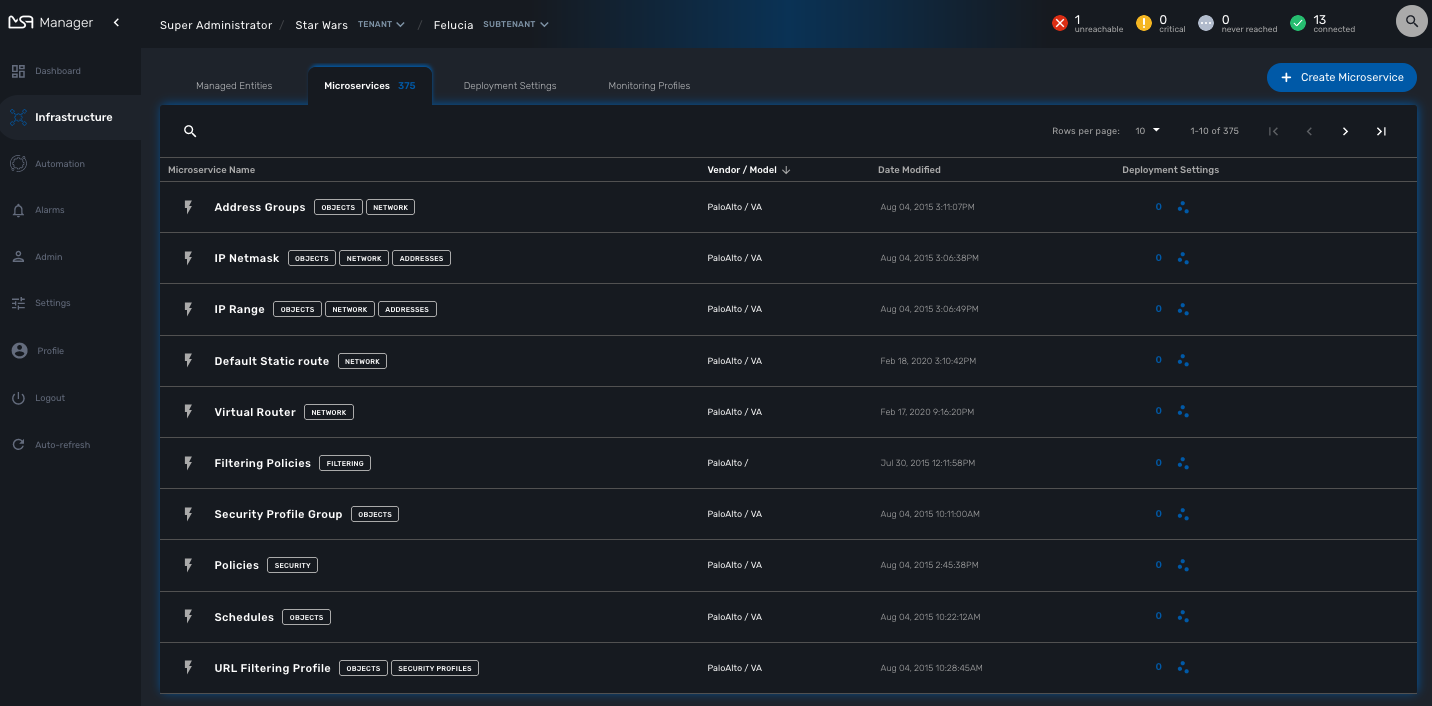 MSA Manager
Super Administrator / Star Wars TENANT / Felucia SUBTENANT
1 unreachable
0 critical
0 never reached
13 connected
Dashboard
Infrastructure
Automation
Alarms
Admin
Settings
Profile
Logout
Auto-refresh
Managed Entities Microservices 375 Deployment Settings Monitoring Profiles
+ Create Microservice
Rows per page: 10 1-10 of 375
Microservice Name Vendor / Model Date Modified Deployment Settings
Address Groups OBJECTS NETWORK PaloAlto / VA Aug 04, 2015 3:11:07PM 0
IP Netmask OBJECTS NETWORK ADDRESSES PaloAlto / VA Aug 04, 2015 3:06:38PM 0
IP Range OBJECTS NETWORK ADDRESSES PaloAlto / VA Aug 04, 2015 3:06:49PM 0
Default Static route NETWORK PaloAlto / VA Feb 18, 2020 3:10:42PM 0
Virtual Router NETWORK PaloAlto / VA Feb 17, 2020 9:16:20PM 0
Filtering Policies FILTERING PaloAlto / Jul 30, 2015 12:11:58PM 0
Security Profile Group OBJECTS PaloAlto / VA Aug 04, 2015 10:11:00AM 0
Policies SECURITY PaloAlto / VA Aug 04, 2015 2:45:38PM 0
Schedules OBJECTS PaloAlto / VA Aug 04, 2015 10:22:12AM 0
URL Filtering Profile OBJECTS SECURITY PROFILES PaloAlto / VA Aug 04, 2015 10:28:45AM 0